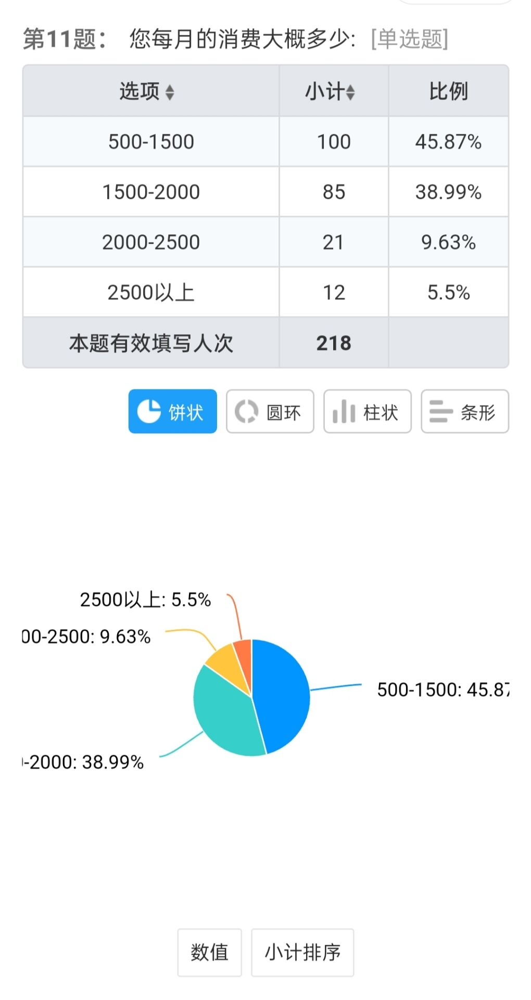 第11题： 您每月的消费大概多少: [单选题]
选项 小计 比例
500-1500 100 45.87%
1500-2000 85 38.99%
2000-2500 21 9.63%
2500以上 12 5.5%
本题有效填写人次 218
饼状 圆环 柱状 条形
2500以上: 5.5%
00-2500: 9.63%
500-1500: 45.87
-2000: 38.99%
数值 小计排序